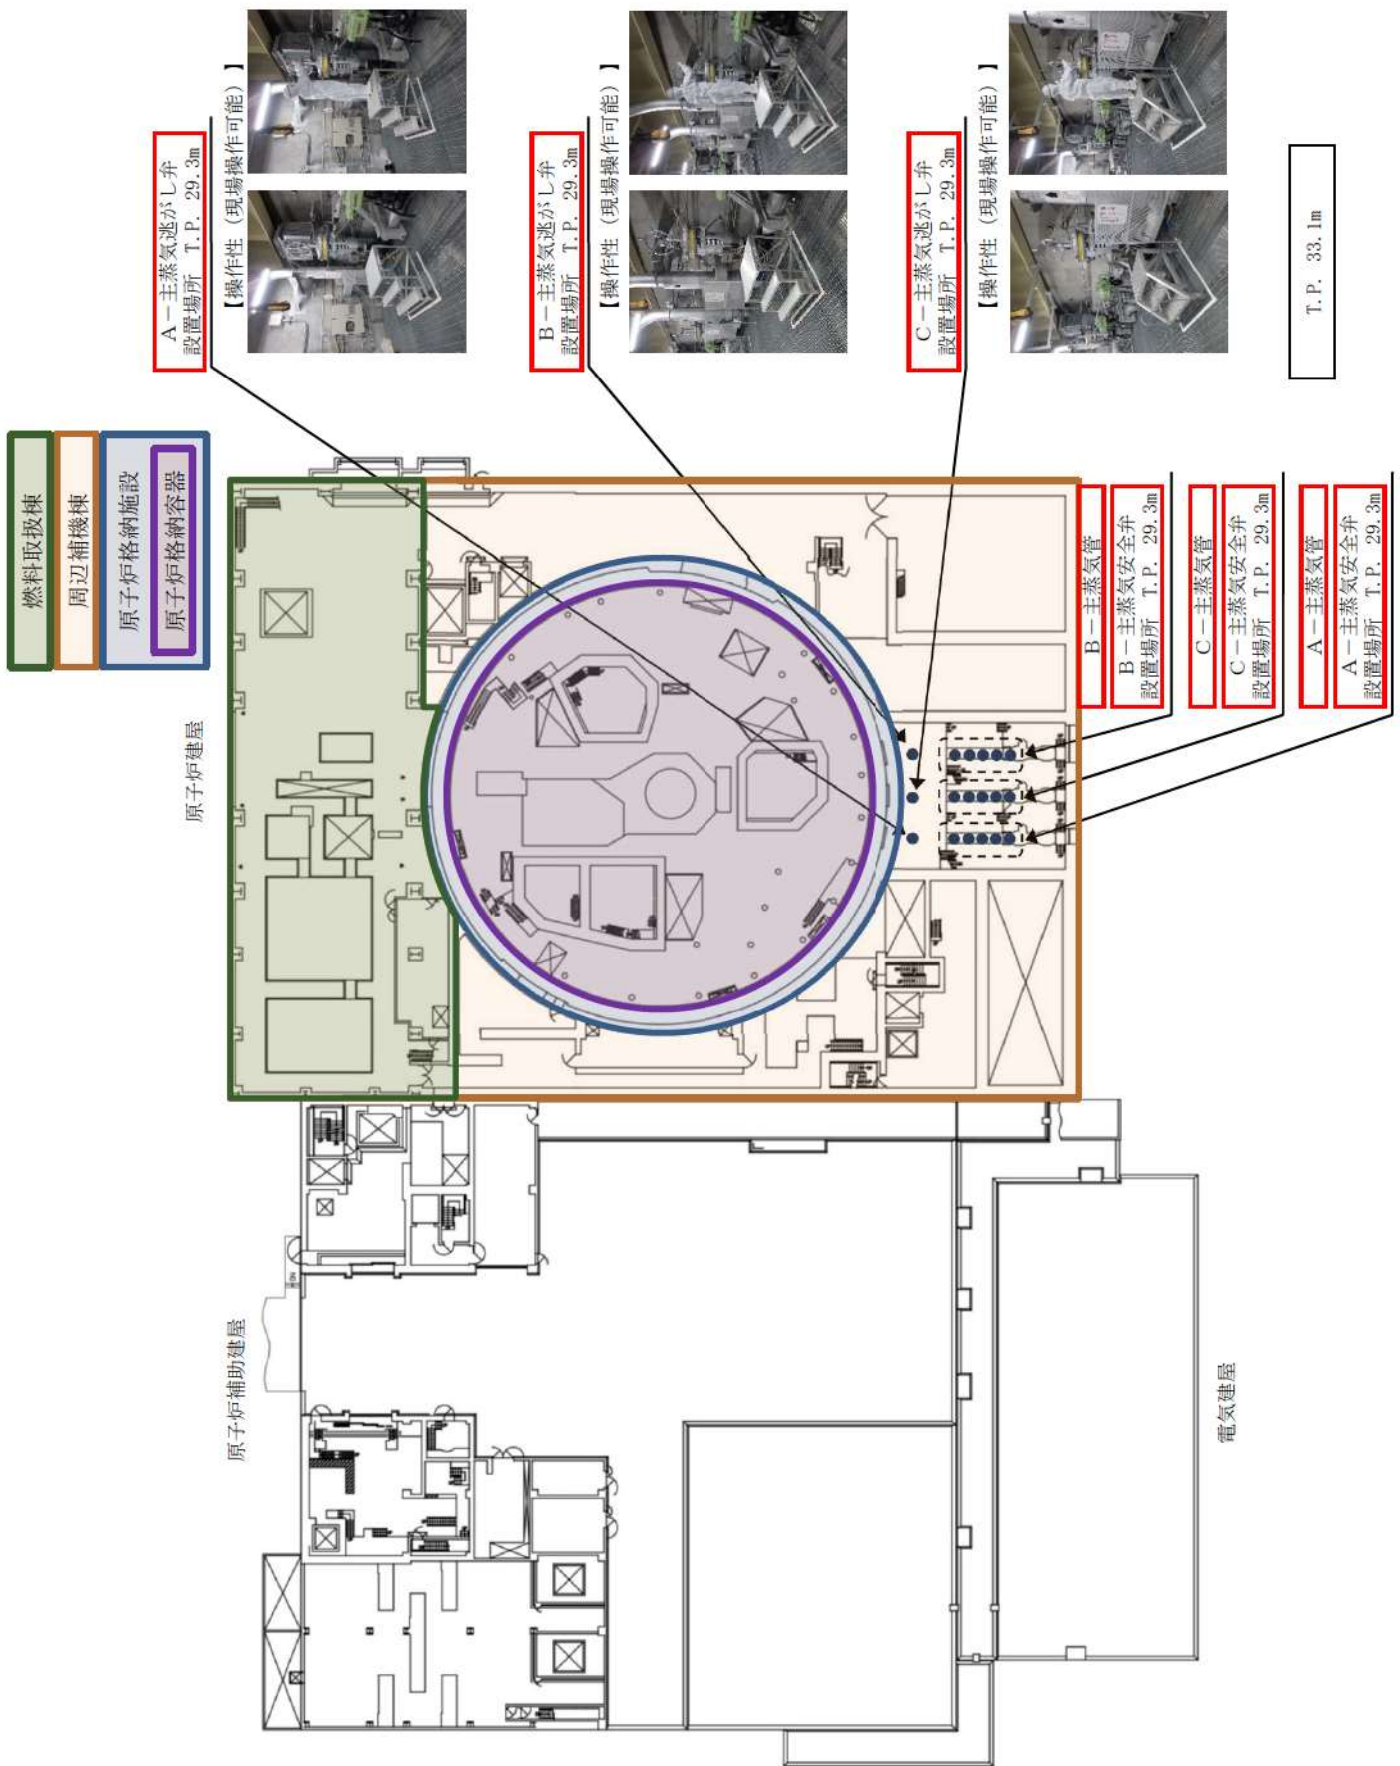 燃料取扱棟
周辺補機棟
原子炉格納施設
原子炉格納容器
A－主蒸気逃がし弁
設置場所 T.P. 29.3m
【操作性（現場操作可能）】
B－主蒸気逃がし弁
設置場所 T.P. 29.3m
【操作性（現場操作可能）】
C－主蒸気逃がし弁
設置場所 T.P. 29.3m
【操作性（現場操作可能）】
T.P. 33.1m
原子炉建屋
原子炉補助建屋
電気建屋
B－主蒸気管
B－主蒸気安全弁
設置場所 T.P. 29.3m
C－主蒸気管
C－主蒸気安全弁
設置場所 T.P. 29.3m
A－主蒸気管
A－主蒸気安全弁
設置場所 T.P. 29.3m